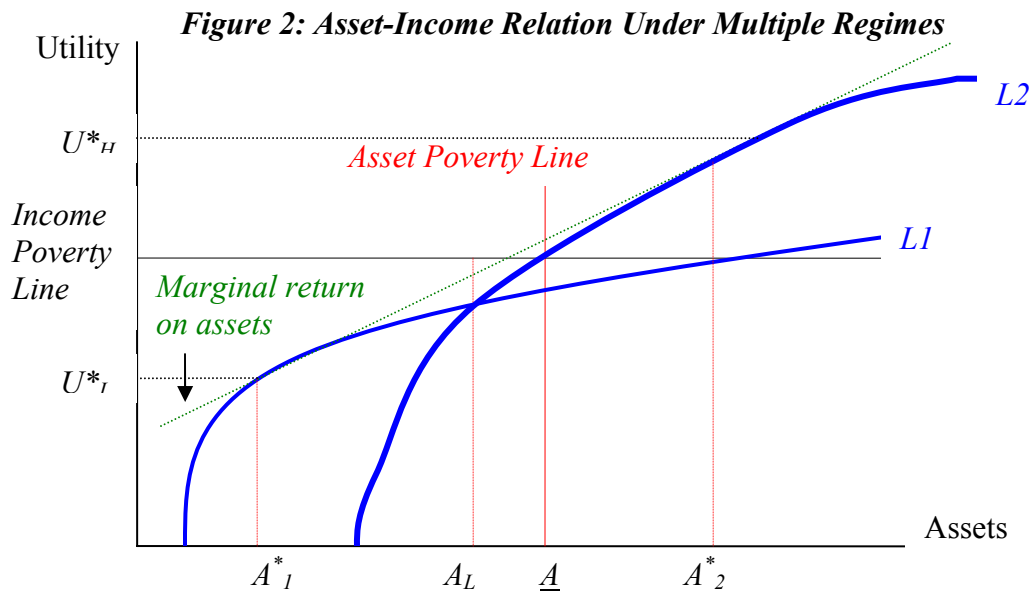 Figure 2: Asset-Income Relation Under Multiple Regimes
Utility
L2
U*H
Asset Poverty Line
Income
Poverty
Line
L1
Marginal return
on assets
U*L
Assets
A*1
AL
A
A*2